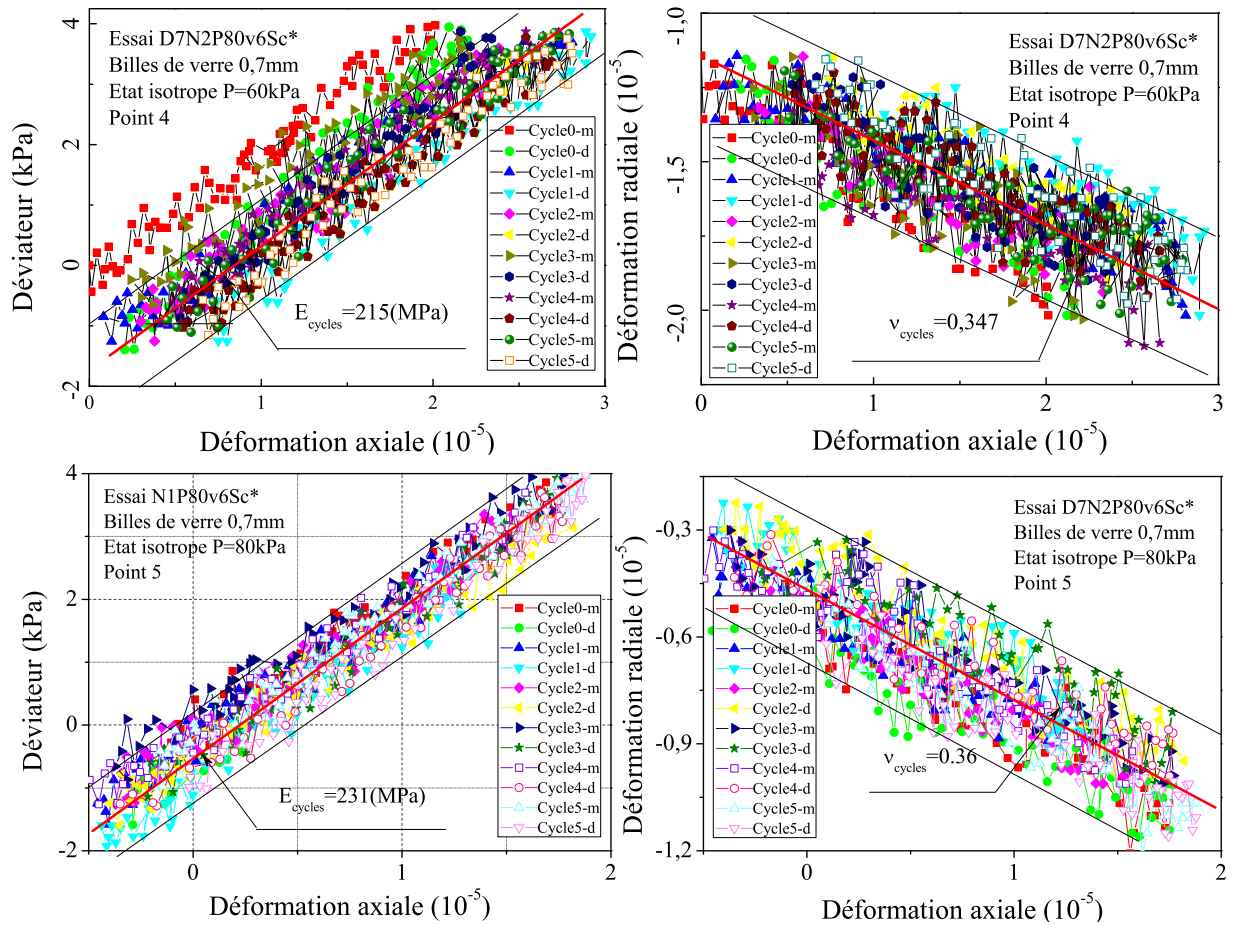 Essai D7N2P80v6Sc*
Billes de verre 0,7mm
Etat isotrope P=60kPa
Point 4
Déviateur (kPa)
4
2
0
-2
Cycle0-m
Cycle0-d
Cycle1-m
Cycle1-d
Cycle2-m
Cycle2-d
Cycle3-m
Cycle3-d
Cycle4-m
Cycle4-d
Cycle5-m
Cycle5-d
E_cycles=215(MPa)
0 1 2 3
Déformation axiale (10^-5)
Essai D7N2P80v6Sc*
Billes de verre 0,7mm
Etat isotrope P=60kPa
Point 4
Déformation radiale (10^-5)
-1,0
-1,5
-2,0
Cycle0-m
Cycle0-d
Cycle1-m
Cycle1-d
Cycle2-m
Cycle2-d
Cycle3-m
Cycle3-d
Cycle4-m
Cycle4-d
Cycle5-m
Cycle5-d
ν_cycles=0,347
0 1 2 3
Déformation axiale (10^-5)
Essai N1P80v6Sc*
Billes de verre 0,7mm
Etat isotrope P=80kPa
Point 5
Déviateur (kPa)
4
2
0
-2
Cycle0-m
Cycle0-d
Cycle1-m
Cycle1-d
Cycle2-m
Cycle2-d
Cycle3-m
Cycle3-d
Cycle4-m
Cycle4-d
Cycle5-m
Cycle5-d
E_cycles=231(MPa)
0 1 2
Déformation axiale (10^-5)
Essai D7N2P80v6Sc*
Billes de verre 0,7mm
Etat isotrope P=80kPa
Point 5
Déformation radiale (10^-5)
-0,3
-0,6
-0,9
-1,2
Cycle0-m
Cycle0-d
Cycle1-m
Cycle1-d
Cycle2-m
Cycle2-d
Cycle3-m
Cycle3-d
Cycle4-m
Cycle4-d
Cycle5-m
Cycle5-d
ν_cycles=0.36
0 1 2
Déformation axiale (10^-5)